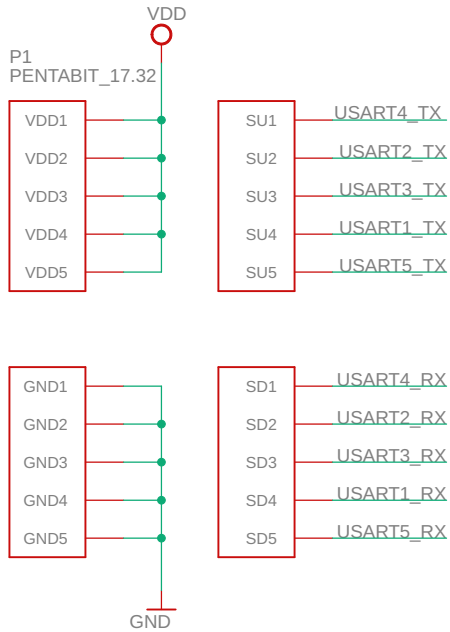 VDD
P1
PENTABIT_17.32
VDD1
VDD2
VDD3
VDD4
VDD5
SU1 USART4_TX
SU2 USART2_TX
SU3 USART3_TX
SU4 USART1_TX
SU5 USART5_TX
GND1
GND2
GND3
GND4
GND5
SD1 USART4_RX
SD2 USART2_RX
SD3 USART3_RX
SD4 USART1_RX
SD5 USART5_RX
GND